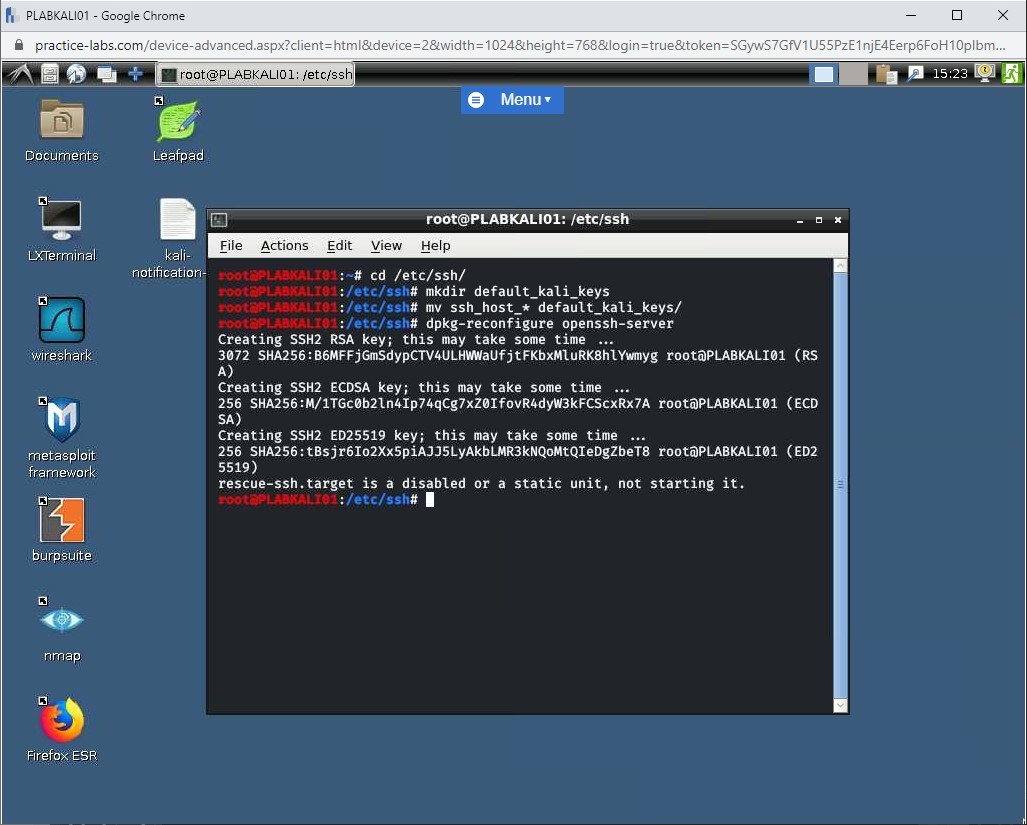 PLABKALI01 - Google Chrome
practice-labs.com/device-advanced.aspx?client=html&device=2&width=1024&height=768&login=true&token=SGywS7GfV1U55PzE1njE4Eerp6FoH10plbm...
root@PLABKALI01: /etc/ssh
15:23
Menu
Documents
Leafpad
LXTerminal
kali-
notification-
wireshark
metasploit
framework
burpsuite
nmap
Firefox ESR
root@PLABKALI01: /etc/ssh
File Actions Edit View Help
root@PLABKALI01:~# cd /etc/ssh/
root@PLABKALI01:/etc/ssh# mkdir default_kali_keys
root@PLABKALI01:/etc/ssh# mv ssh_host_* default_kali_keys/
root@PLABKALI01:/etc/ssh# dpkg-reconfigure openssh-server
Creating SSH2 RSA key; this may take some time ...
3072 SHA256:B6MFFjGmSdypCTV4ULHWWaUfjtFKbxMluRK8hlYwmyg root@PLABKALI01 (RS
A)
Creating SSH2 ECDSA key; this may take some time ...
256 SHA256:M/1TGc0b2ln4Ip74qCg7xZ0IfovR4dyW3kFCScxRx7A root@PLABKALI01 (ECD
SA)
Creating SSH2 ED25519 key; this may take some time ...
256 SHA256:tBsjr6Io2Xx5piAJJ5LyAkbLMR3kNQoMtQIeDgZbeT8 root@PLABKALI01 (ED2
5519)
rescue-ssh.target is a disabled or a static unit, not starting it.
root@PLABKALI01:/etc/ssh#